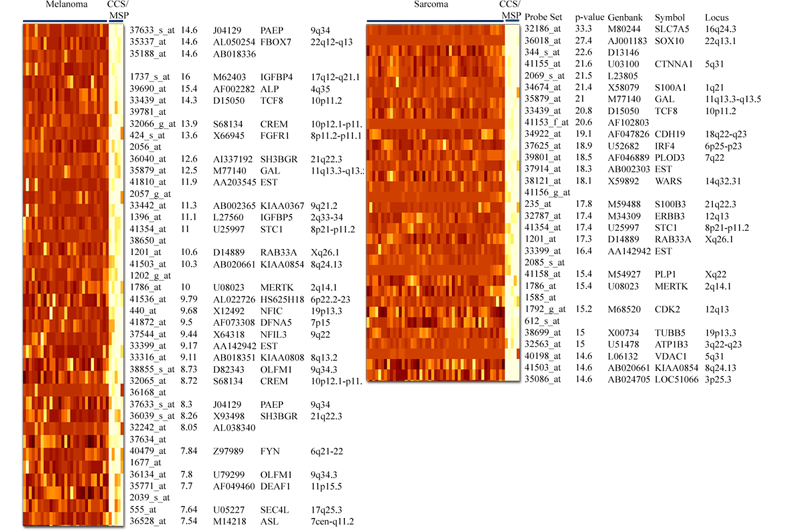 Melanoma CCS/
MSP
37633_s_at 14.6 J04129 PAEP 9q34
35337_at 14.6 AL050254 FBOX7 22q12-q13
35188_at 14.6 AB018336
1737_s_at 16 M62403 IGFBP4 17q12-q21.1
39690_at 15.4 AF002282 ALP 4q35
33439_at 14.3 D15050 TCF8 10p11.2
39781_at
32066_g_at 13.9 S68134 CREM 10p12.1-p11.
424_s_at 13.6 X66945 FGFR1 8p11.2-p11.1
2056_at
36040_at 12.6 AI337192 SH3BGR 21q22.3
35879_at 12.5 M77140 GAL 11q13.3-q13.:
41810_at 11.9 AA203545 EST
2057_g_at
33442_at 11.3 AB002365 KIAA0367 9q21.2
1396_at 11.1 L27560 IGFBP5 2q33-34
41354_at 11 U25997 STC1 8p21-p11.2
38650_at
1201_at 10.6 D14889 RAB33A Xq26.1
41503_at 10.3 AB020661 KIAA0854 8q24.13
1202_g_at
1786_at 10 U08023 MERTK 2q14.1
41536_at 9.79 AL022726 HS625H18 6p22.2-23
440_at 9.68 X12492 NFIC 19p13.3
41872_at 9.5 AF073308 DFNA5 7p15
37544_at 9.44 X64318 NFIL3 9q22
33399_at 9.17 AA142942 EST
33316_at 9.11 AB018351 KIAA0808 8q13.2
38855_s_at 8.73 D82343 OLFM1 9q34.3
32065_at 8.72 S68134 CREM 10p12.1-p11.
36168_at
37633_s_at 8.3 J04129 PAEP 9q34
36039_s_at 8.26 X93498 SH3BGR 21q22.3
32242_at 8.05 AL038340
37634_at
40479_at 7.84 Z97989 FYN 6q21-22
1677_at
36134_at 7.8 U79299 OLFM1 9q34.3
35771_at 7.7 AF049460 DEAF1 11p15.5
2039_s_at
555_at 7.64 U05227 SEC4L 17q25.3
36528_at 7.54 M14218 ASL 7cen-q11.2
Sarcoma CCS/
MSP Probe Set p-value Genbank Symbol Locus
32186_at 33.3 M80244 SLC7A5 16q24.3
36018_at 27.4 AJ001183 SOX10 22q13.1
344_s_at 22.6 D13146
41155_at 21.6 U03100 CTNNA1 5q31
2069_s_at 21.5 L23805
34674_at 21.4 X58079 S100A1 1q21
35879_at 21 M77140 GAL 11q13.3-q13.5
33439_at 20.8 D15050 TCF8 10p11.2
41153_f_at 20.6 AF102803
34922_at 19.1 AF047826 CDH19 18q22-q23
37625_at 18.9 U52682 IRF4 6p25-p23
39801_at 18.5 AF046889 PLOD3 7q22
37914_at 18.3 AB002303 EST
38121_at 18.1 X59892 WARS 14q32.31
41156_g_at
235_at 17.8 M59488 S100B3 21q22.3
32787_at 17.4 M34309 ERBB3 12q13
41354_at 17.4 U25997 STC1 8p21-p11.2
1201_at 17.3 D14889 RAB33A Xq26.1
33399_at 16.4 AA142942 EST
2085_s_at
41158_at 15.4 M54927 PLP1 Xq22
1786_at 15.4 U08023 MERTK 2q14.1
1585_at
1792_g_at 15.2 M68520 CDK2 12q13
612_s_at
38699_at 15 X00734 TUBB5 19p13.3
32563_at 15 U51478 ATP1B3 3q22-q23
40198_at 14.6 L06132 VDAC1 5q31
41503_at 14.6 AB020661 KIAA0854 8q24.13
35086_at 14.6 AB024705 LOC51066 3p25.3